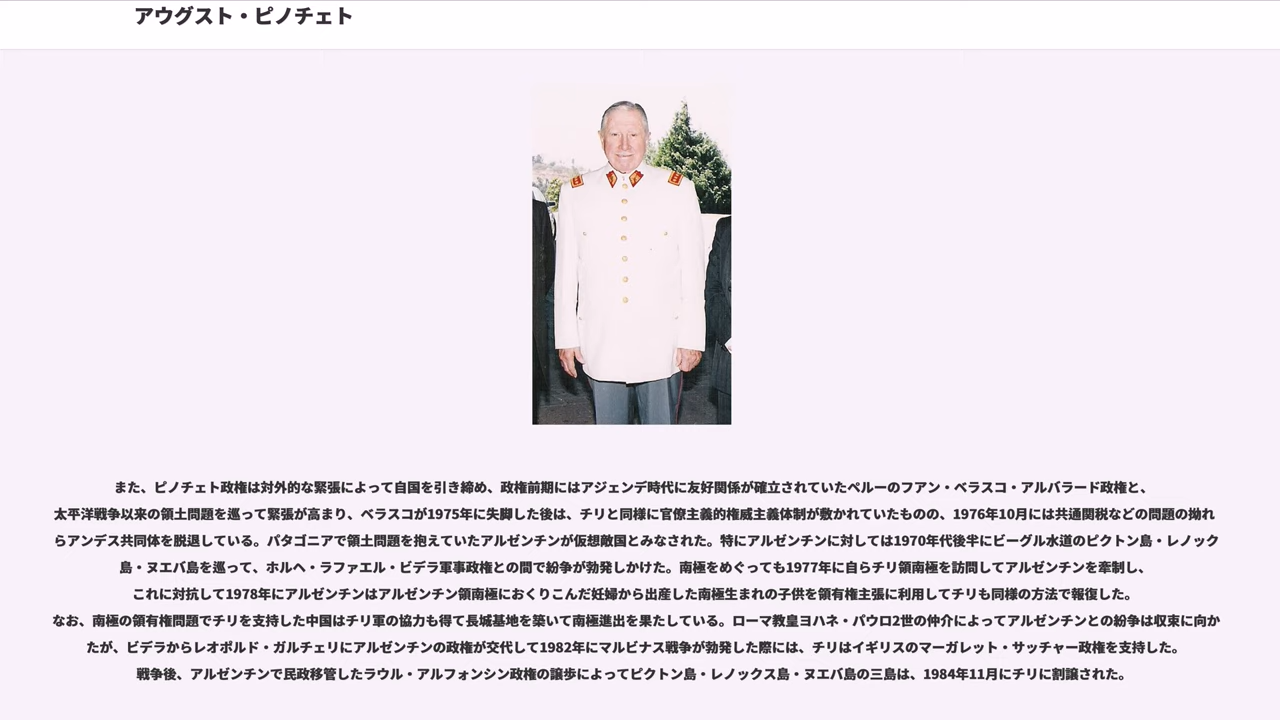 アウグスト・ピノチェト
また、ピノチェト政権は対外的な緊張によって自国を引き締め、政権前期にはアジェンデ時代に友好関係が確立されていたペルーのフアン・ベラスコ・アルバラード政権と、
太平洋戦争以来の領土問題を巡って緊張が高まり、ベラスコが1975年に失脚した後は、チリと同様に官僚主義的権威主義体制が敷かれていたものの、1976年10月には共通関税などの問題の拗れ
らアンデス共同体を脱退している。パタゴニアで領土問題を抱えていたアルゼンチンが仮想敵国とみなされた。特にアルゼンチンに対しては1970年代後半にビーグル水道のピクトン島・レノック
島・ヌエバ島を巡って、ホルヘ・ラファエル・ビデラ軍事政権との間で紛争が勃発しかけた。南極をめぐっても1977年に自らチリ領南極を訪問してアルゼンチンを牽制し、
これに対抗して1978年にアルゼンチンはアルゼンチン領南極におくりこんだ妊婦から出産した南極生まれの子供を領有権主張に利用してチリも同様の方法で報復した。
なお、南極の領有権問題でチリを支持した中国はチリ軍の協力も得て長城基地を築いて南極進出を果たしている。ローマ教皇ヨハネ・パウロ2世の仲介によってアルゼンチンとの紛争は収束に向か
たが、ビデラからレオポルド・ガルチェリにアルゼンチンの政権が交代して1982年にマルビナス戦争が勃発した際には、チリはイギリスのマーガレット・サッチャー政権を支持した。
戦争後、アルゼンチンで民政移管したラウル・アルフォンシン政権の譲歩によってピクトン島・レノックス島・ヌエバ島の三島は、1984年11月にチリに割譲された。